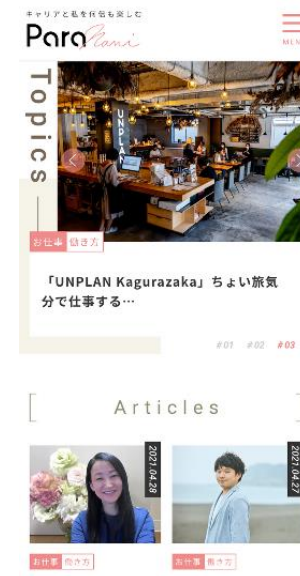 キャリアと私を何倍も楽しむ
ParaNani
MEN
Topics
UNPLAN
お仕事 働き方
「UNPLAN Kagurazaka」ちょい旅気
分で仕事する…
#01 #02 #03
Articles
2021.04.28
2021.04.27
お仕事 働き方
お仕事 働き方